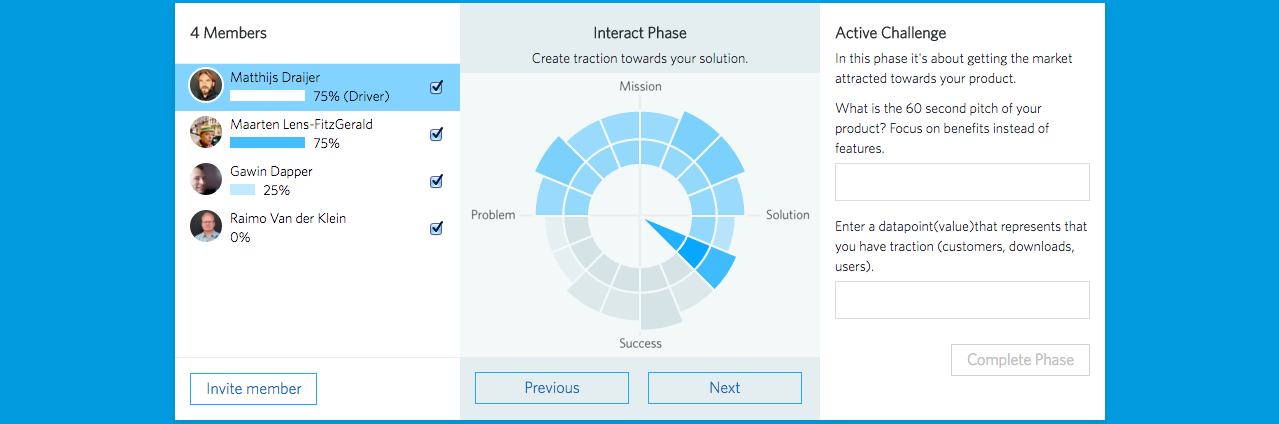 4 Members
Matthijs Draijer
75% (Driver)
Maarten Lens-FitzGerald
75%
Gawin Dapper
25%
Raimo Van der Klein
0%
Invite member
Interact Phase
Create traction towards your solution.
Mission
Problem
Solution
Success
Previous
Next
Active Challenge
In this phase it's about getting the market
attracted towards your product.
What is the 60 second pitch of your
product? Focus on benefits instead of
features.
Enter a datapoint(value)that represents that
you have traction (customers, downloads,
users).
Complete Phase